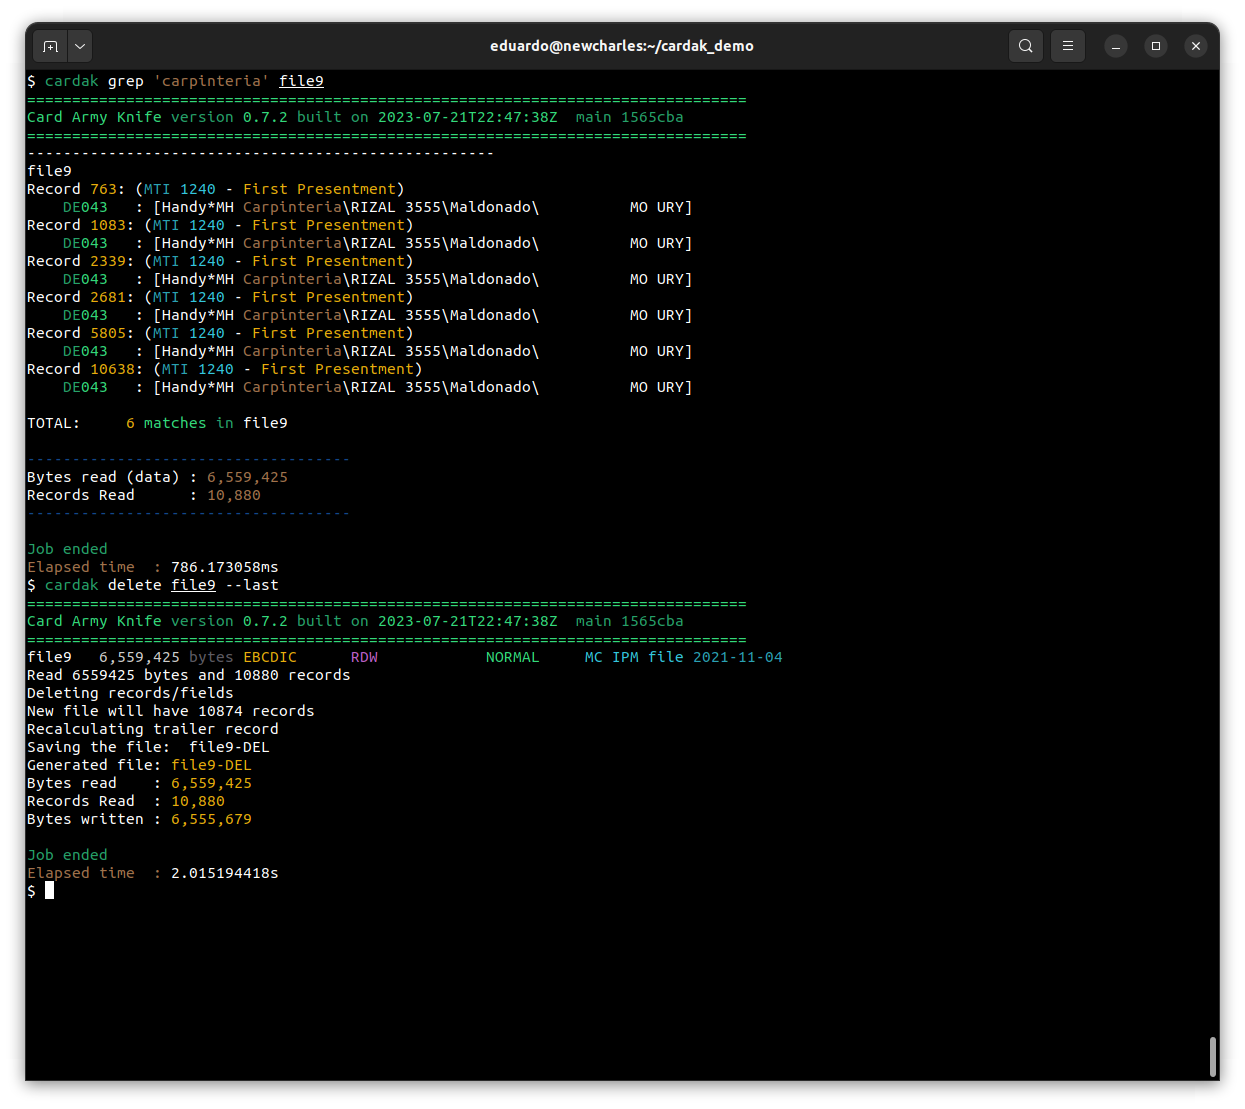 eduardo@newcharles:~/cardak_demo
$ cardak grep 'carpinteria' file9
================================================================================
Card Army Knife version 0.7.2 built on 2023-07-21T22:47:38Z  main 1565cba
================================================================================
----------------------------------------------------
file9
Record 763: (MTI 1240 - First Presentment)
    DE043   : [Handy*MH Carpinteria\RIZAL 3555\Maldonado\          MO URY]
Record 1083: (MTI 1240 - First Presentment)
    DE043   : [Handy*MH Carpinteria\RIZAL 3555\Maldonado\          MO URY]
Record 2339: (MTI 1240 - First Presentment)
    DE043   : [Handy*MH Carpinteria\RIZAL 3555\Maldonado\          MO URY]
Record 2681: (MTI 1240 - First Presentment)
    DE043   : [Handy*MH Carpinteria\RIZAL 3555\Maldonado\          MO URY]
Record 5805: (MTI 1240 - First Presentment)
    DE043   : [Handy*MH Carpinteria\RIZAL 3555\Maldonado\          MO URY]
Record 10638: (MTI 1240 - First Presentment)
    DE043   : [Handy*MH Carpinteria\RIZAL 3555\Maldonado\          MO URY]
TOTAL:     6 matches in file9
------------------------------------
Bytes read (data) : 6,559,425
Records Read      : 10,880
------------------------------------
Job ended
Elapsed time  : 786.173058ms
$ cardak delete file9 --last
================================================================================
Card Army Knife version 0.7.2 built on 2023-07-21T22:47:38Z  main 1565cba
================================================================================
file9   6,559,425 bytes EBCDIC      RDW            NORMAL     MC IPM file 2021-11-04
Read 6559425 bytes and 10880 records
Deleting records/fields
New file will have 10874 records
Recalculating trailer record
Saving the file:  file9-DEL
Generated file: file9-DEL
Bytes read    : 6,559,425
Records Read  : 10,880
Bytes written : 6,555,679
Job ended
Elapsed time  : 2.015194418s
$